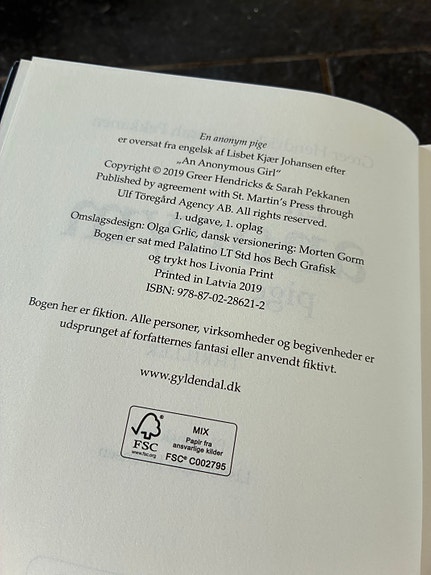 En anonym pige
er oversat fra engelsk af Lisbet Kjær Johansen efter
„An Anonymous Girl“
Copyright © 2019 Greer Hendricks & Sarah Pekkanen
Published by agreement with St. Martin's Press through
Ulf Töregård Agency AB. All rights reserved.
1. udgave, 1. oplag
Omslagsdesign: Olga Grlic, dansk versionering: Morten Gorm
Bogen er sat med Palatino LT Std hos Bech Grafisk
og trykt hos Livonia Print
Printed in Latvia 2019
ISBN: 978-87-02-28621-2
Bogen her er fiktion. Alle personer, virksomheder og begivenheder er
udsprunget af forfatternes fantasi eller anvendt fiktivt.
www.gyldendal.dk
FSC
www.fsc.org
MIX
Papir fra
ansvarlige kilder
FSC® C002795